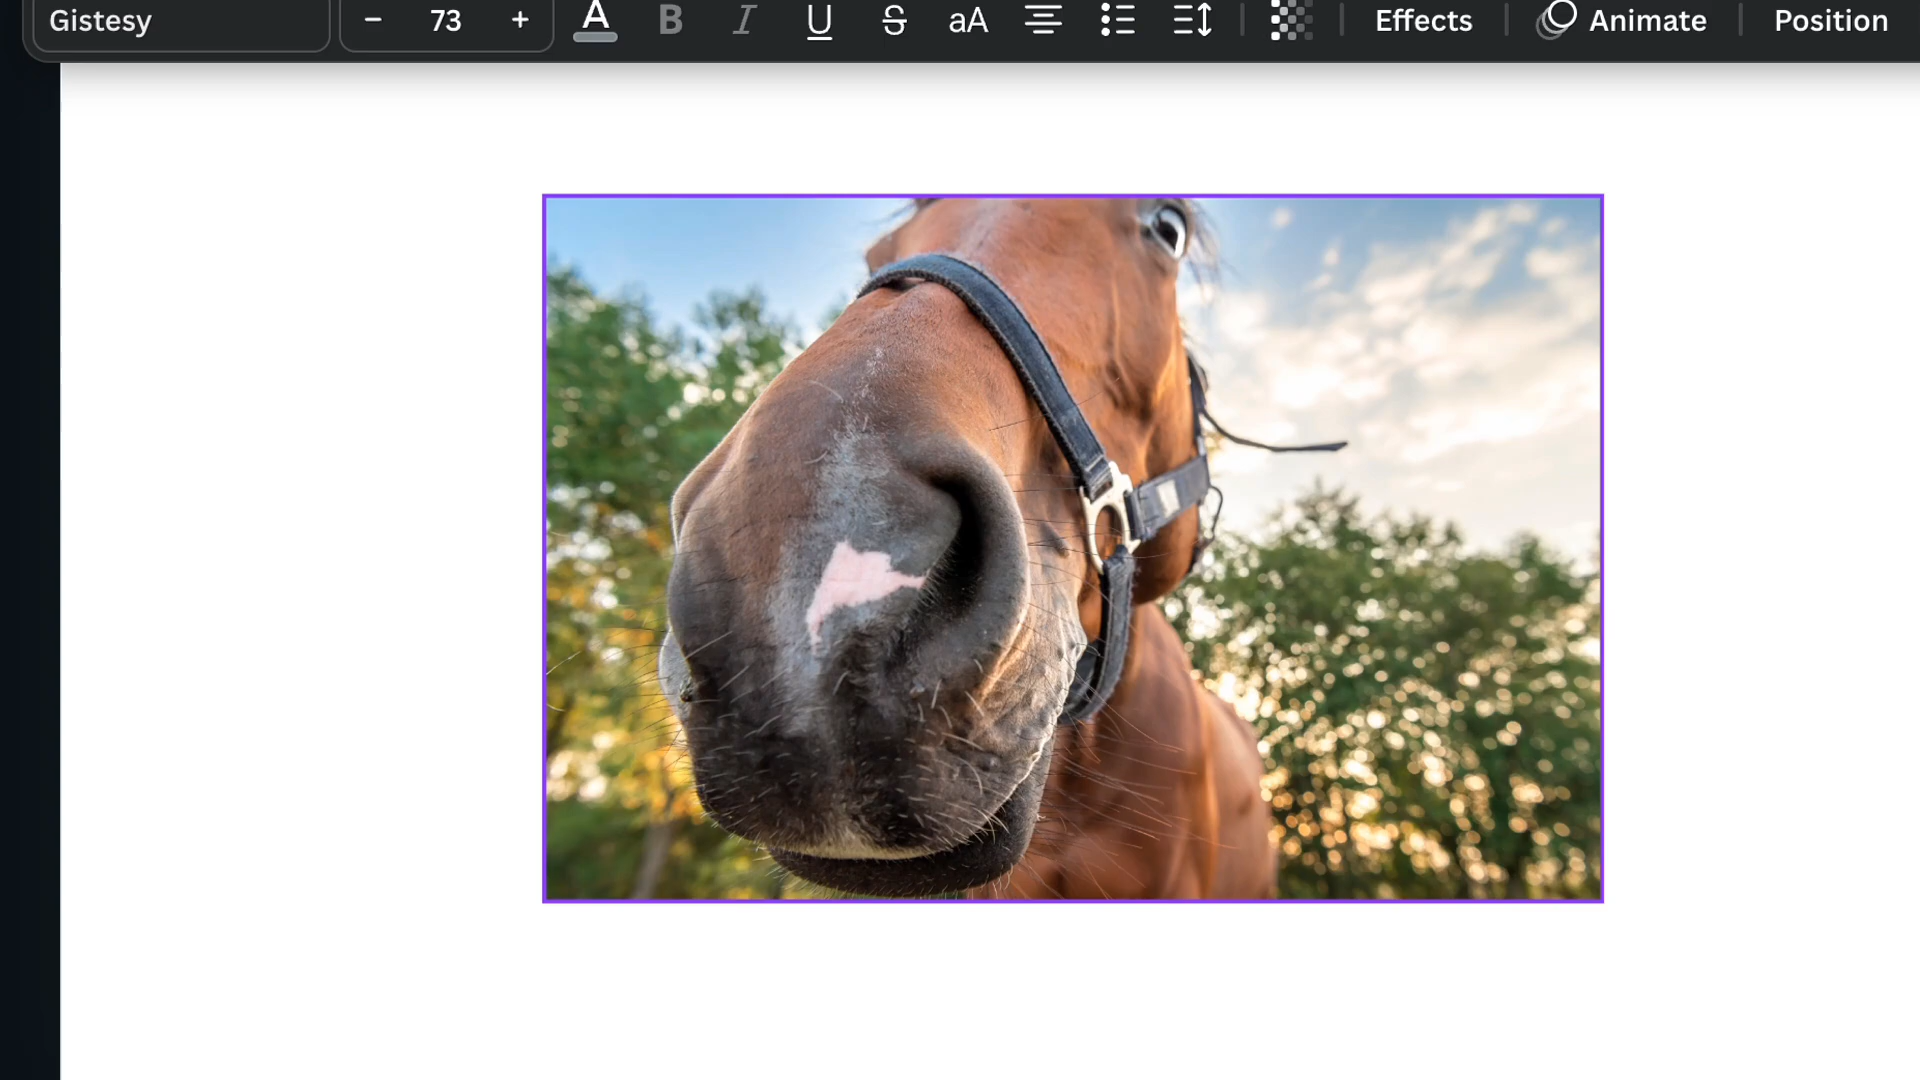 Gistesy
− 73 +
A B I U S aA
Effects
Animate
Position